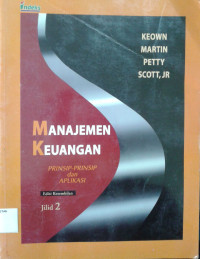 KEOWN
MARTIN
PETTY
SCOTT, JR
MANAJEMEN
KEUANGAN
PRINSIP-PRINSIP
dan
APLIKASI
Edisi Kesembilan
Jilid 2